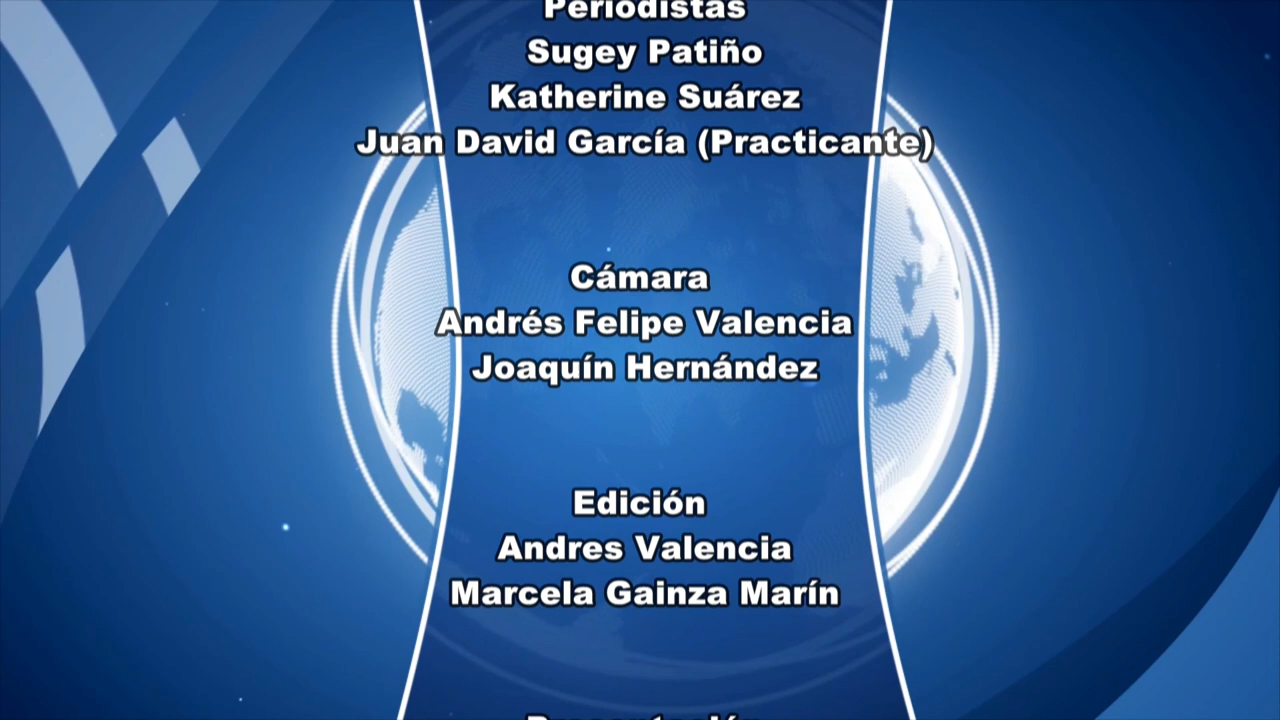 Periodistas
Sugey Patiño
Katherine Suárez
Juan David García (Practicante)
Cámara
Andrés Felipe Valencia
Joaquín Hernández
Edición
Andres Valencia
Marcela Gainza Marín
Presentación